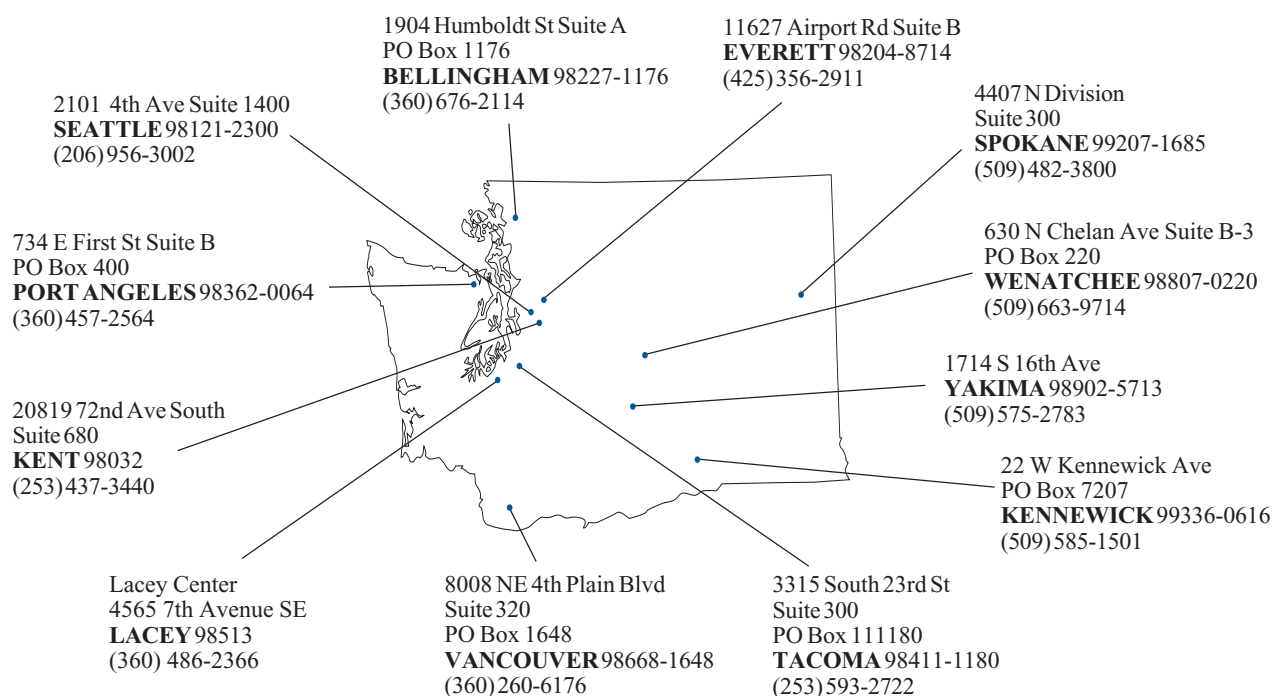 1904 Humboldt St Suite A
PO Box 1176
BELLINGHAM 98227-1176
(360) 676-2114
11627 Airport Rd Suite B
EVERETT 98204-8714
(425) 356-2911
2101 4th Ave Suite 1400
SEATTLE 98121-2300
(206) 956-3002
4407 N Division
Suite 300
SPOKANE 99207-1685
(509) 482-3800
734 E First St Suite B
PO Box 400
PORT ANGELES 98362-0064
(360) 457-2564
630 N Chelan Ave Suite B-3
PO Box 220
WENATCHEE 98807-0220
(509) 663-9714
1714 S 16th Ave
YAKIMA 98902-5713
(509) 575-2783
20819 72nd Ave South
Suite 680
KENT 98032
(253) 437-3440
22 W Kennewick Ave
PO Box 7207
KENNEWICK 99336-0616
(509) 585-1501
Lacey Center
4565 7th Avenue SE
LACEY 98513
(360) 486-2366
8008 NE 4th Plain Blvd
Suite 320
PO Box 1648
VANCOUVER 98668-1648
(360) 260-6176
3315 South 23rd St
Suite 300
PO Box 111180
TACOMA 98411-1180
(253) 593-2722